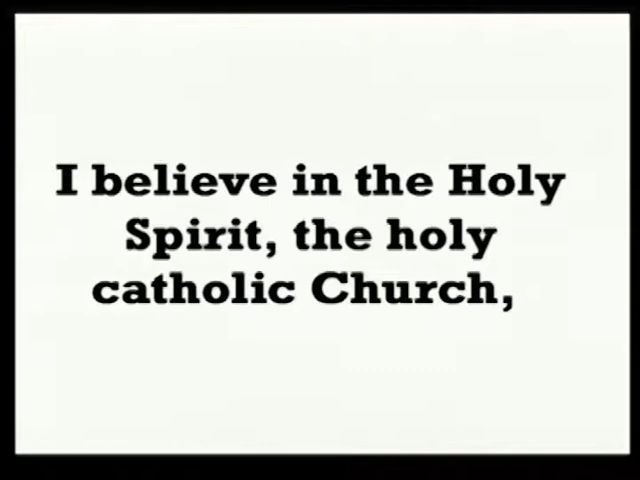 I believe in the Holy
Spirit, the holy
catholic Church,